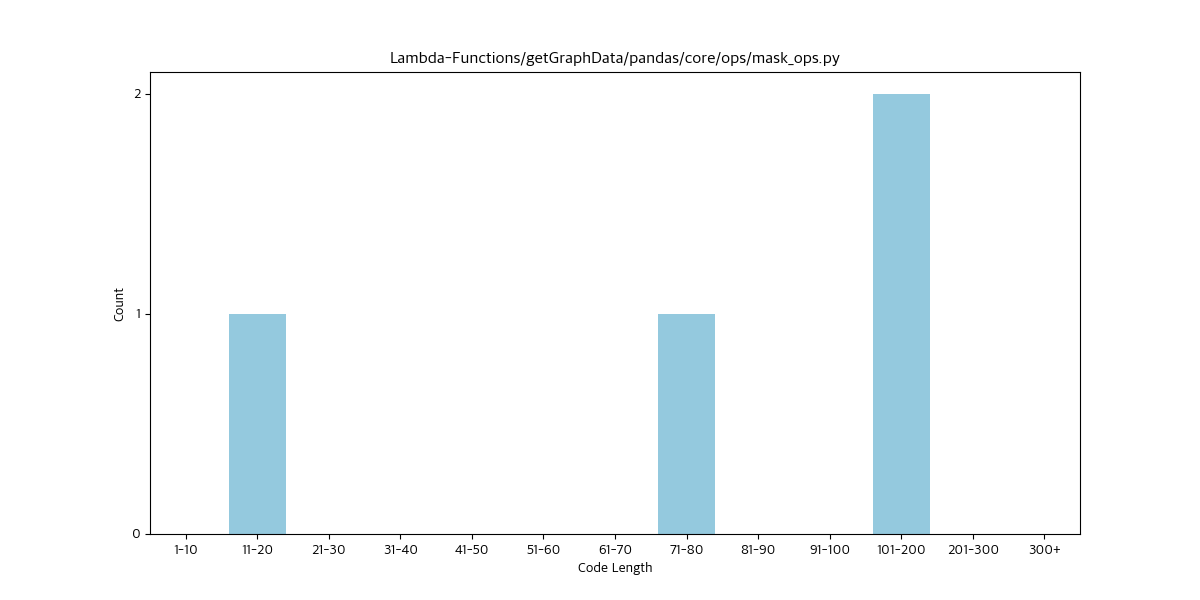 Lambda-Functions/getGraphData/pandas/core/ops/mask_ops.py
2
1
0
Count
1-10 11-20 21-30 31-40 41-50 51-60 61-70 71-80 81-90 91-100 101-200 201-300 300+
Code Length